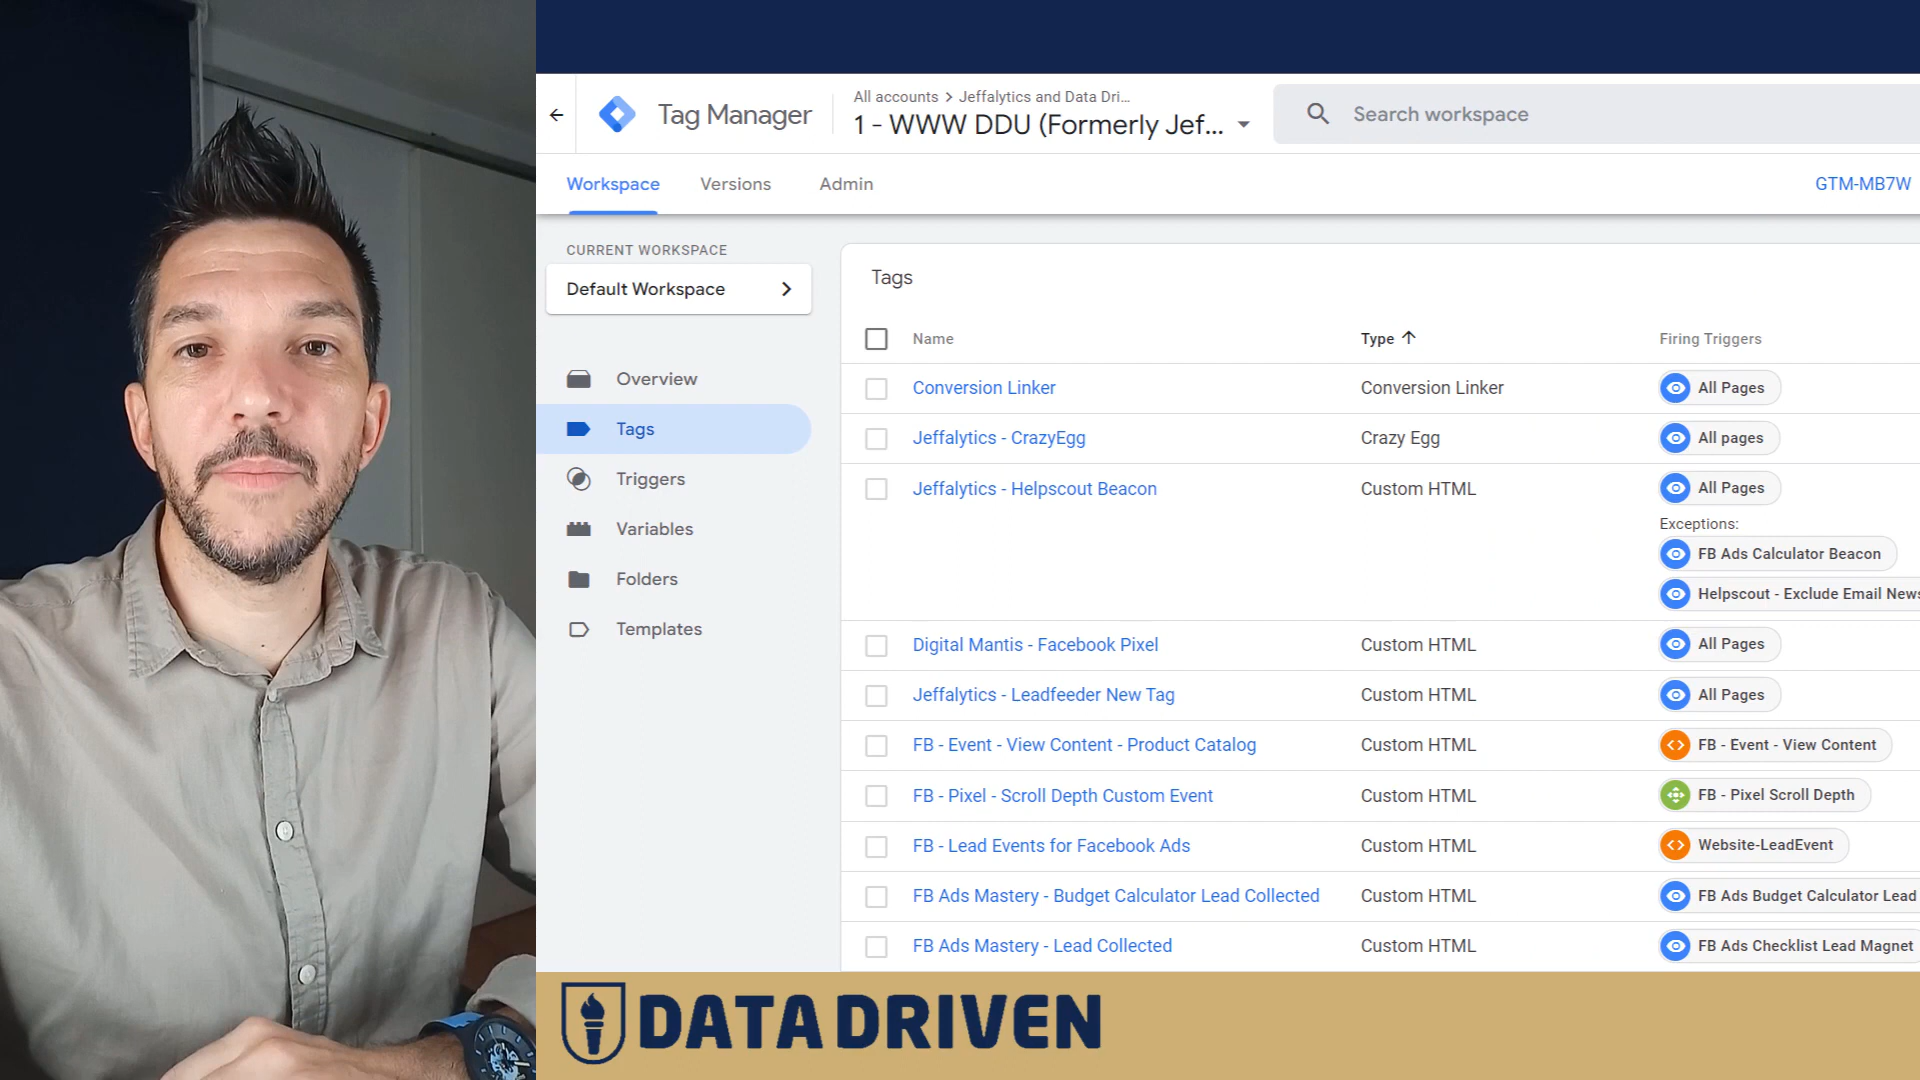 Tag Manager
All accounts > Jeffalytics and Data Dri...
1 - WWW DDU (Formerly Jef...
Search workspace
Workspace
Versions
Admin
GTM-MB7W
CURRENT WORKSPACE
Default Workspace
Overview
Tags
Triggers
Variables
Folders
Templates
Tags
Name Type Firing Triggers
Conversion Linker Conversion Linker All Pages
Jeffalytics - CrazyEgg Crazy Egg All pages
Jeffalytics - Helpscout Beacon Custom HTML All Pages
Exceptions:
FB Ads Calculator Beacon
Helpscout - Exclude Email News
Digital Mantis - Facebook Pixel Custom HTML All Pages
Jeffalytics - Leadfeeder New Tag Custom HTML All Pages
FB - Event - View Content - Product Catalog Custom HTML FB - Event - View Content
FB - Pixel - Scroll Depth Custom Event Custom HTML FB - Pixel Scroll Depth
FB - Lead Events for Facebook Ads Custom HTML Website-LeadEvent
FB Ads Mastery - Budget Calculator Lead Collected Custom HTML FB Ads Budget Calculator Lead
FB Ads Mastery - Lead Collected Custom HTML FB Ads Checklist Lead Magnet
DATA DRIVEN